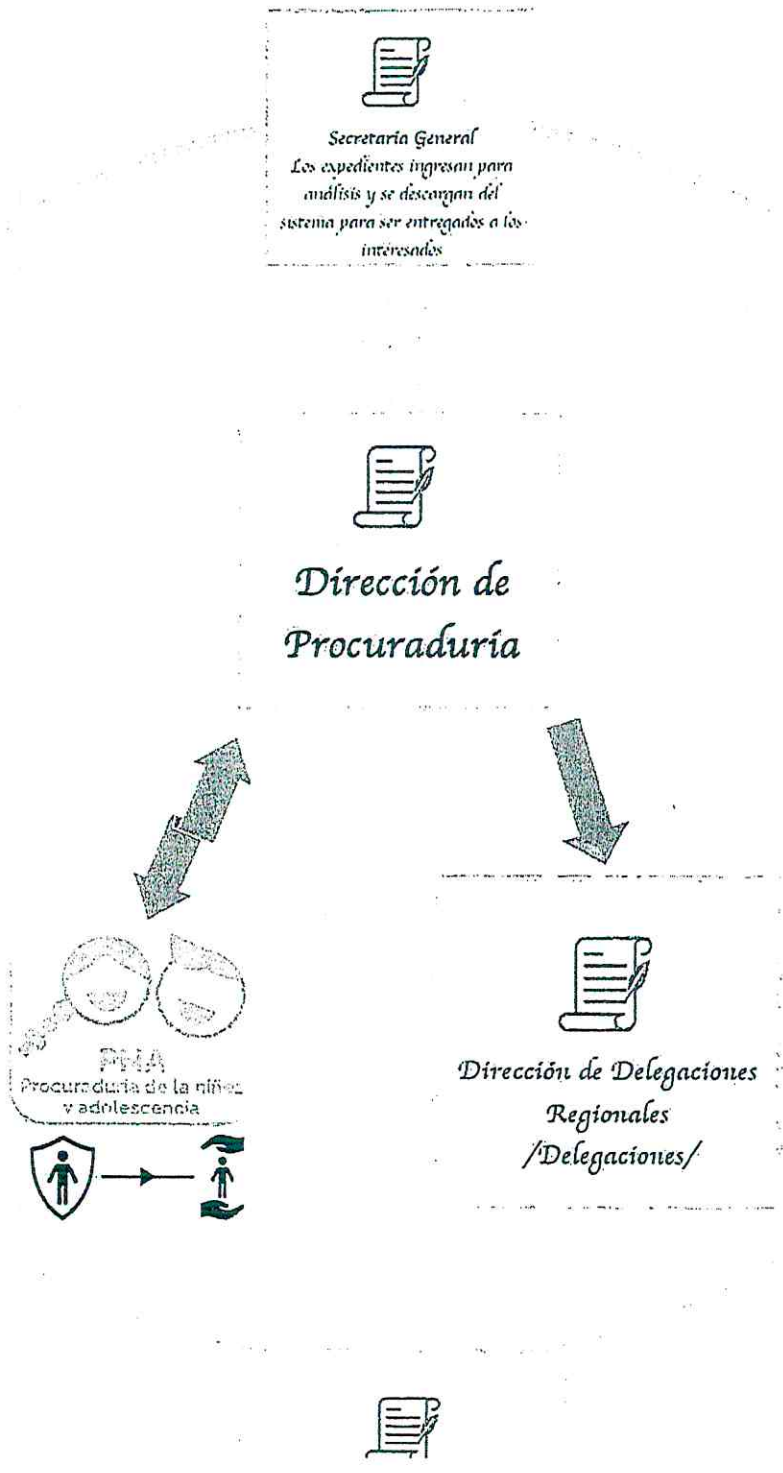 Secretaría General
Los expedientes ingresan para
análisis y se descargan del
sistema para ser entregados a los
interesados
Dirección de
Procuraduría
PNA
Procuraduría de la niñez
y adolescencia
Dirección de Delegaciones
Regionales
/Delegaciones/